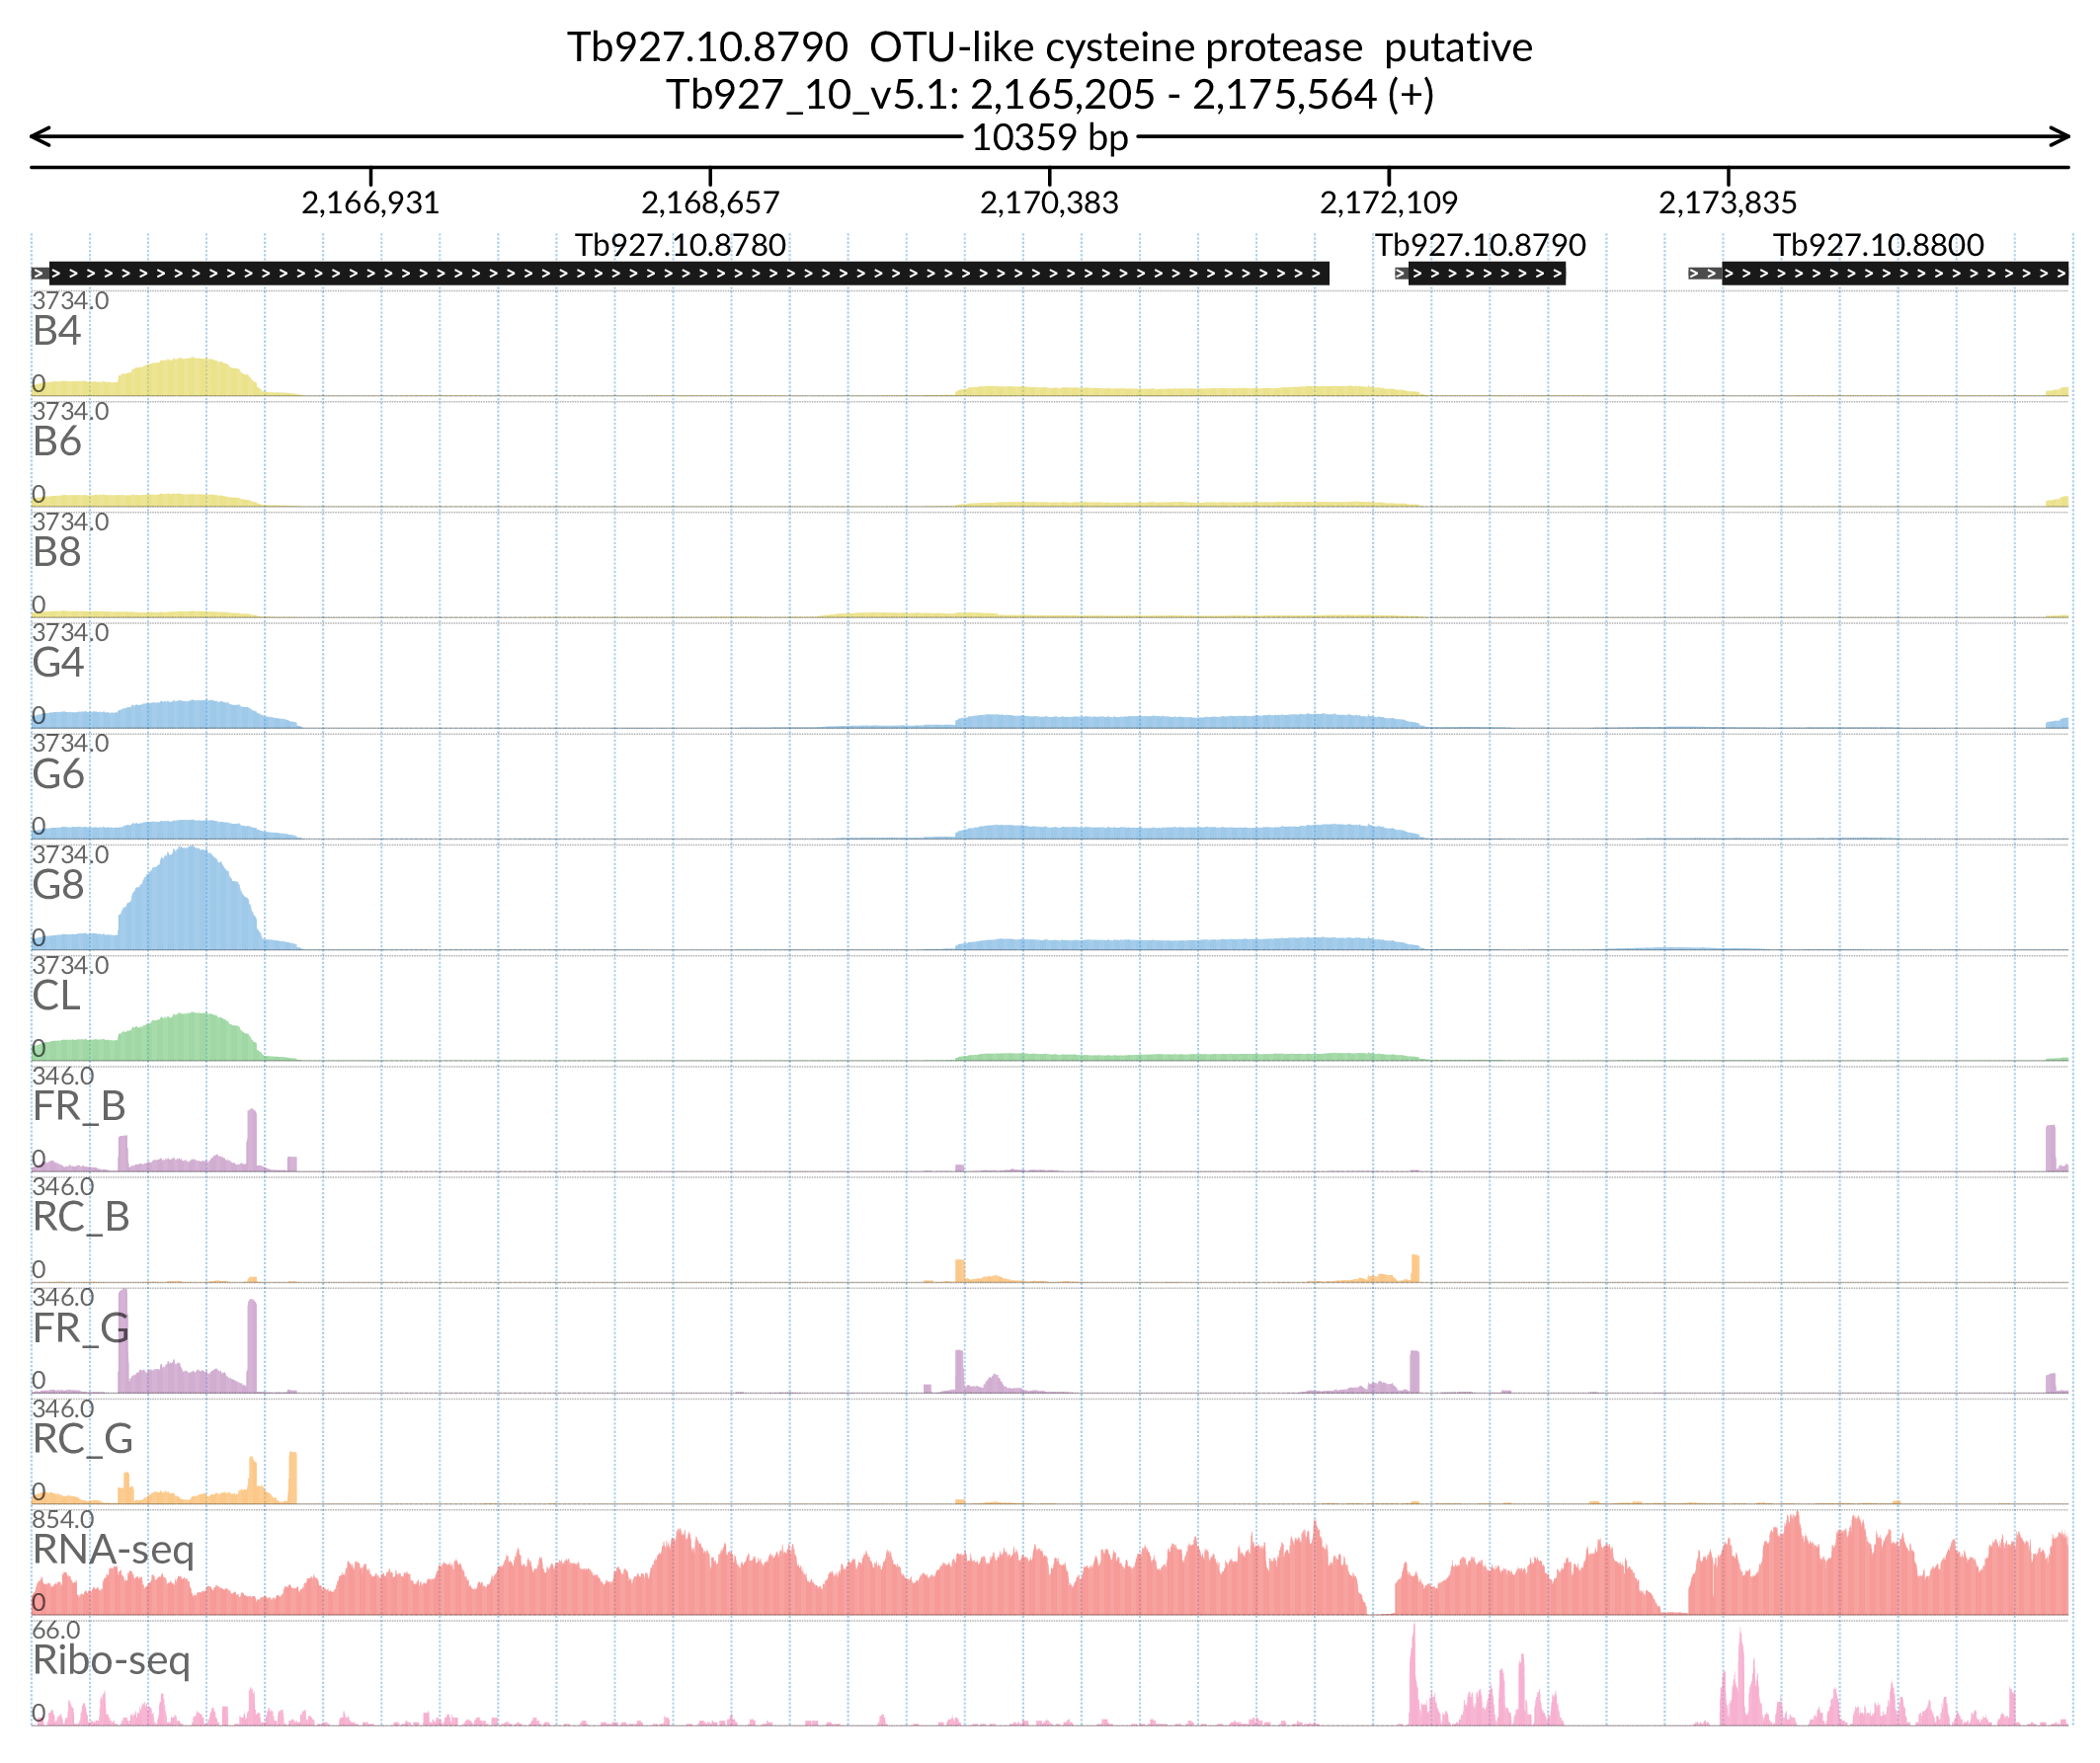 Tb927.10.8790  OTU-like cysteine protease  putative
Tb927_10_v5.1: 2,165,205 - 2,175,564 (+)
10359 bp
2,166,931 2,168,657 2,170,383 2,172,109 2,173,835
Tb927.10.8780 Tb927.10.8790 Tb927.10.8800
3734.0
B4
0
3734.0
B6
0
3734.0
B8
0
3734.0
G4
0
3734.0
G6
0
3734.0
G8
0
3734.0
CL
0
346.0
FR_B
0
346.0
RC_B
0
346.0
FR_G
0
346.0
RC_G
0
854.0
RNA-seq
0
66.0
Ribo-seq
0